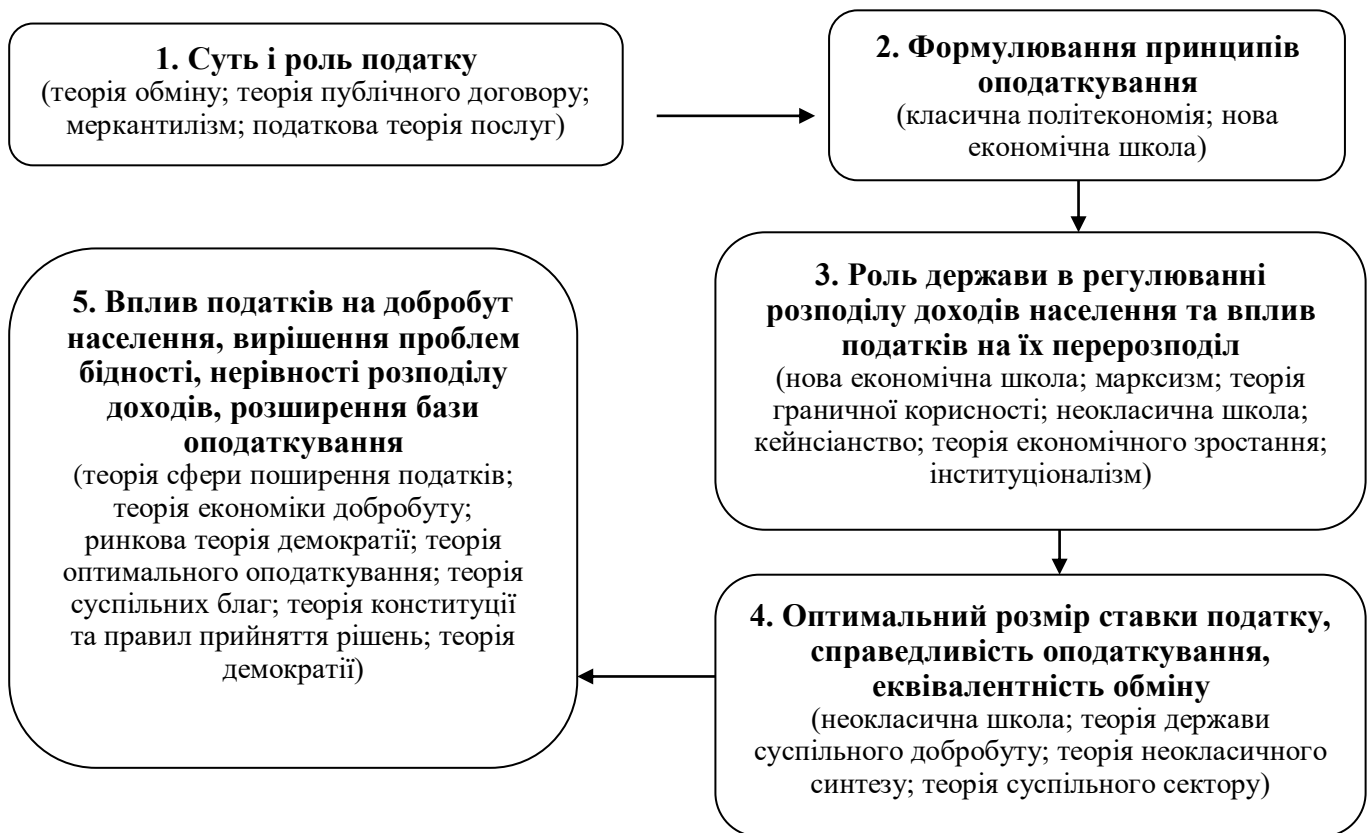 1. Суть і роль податку
(теорія обміну; теорія публічного договору;
меркантилізм; податкова теорія послуг)
2. Формулювання принципів
оподаткування
(класична політекономія; нова
економічна школа)
3. Роль держави в регулюванні
розподілу доходів населення та вплив
податків на їх перерозподіл
(нова економічна школа; марксизм; теорія
граничної корисності; неокласична школа;
кейнсіанство; теорія економічного зростання;
інституціоналізм)
4. Оптимальний розмір ставки податку,
справедливість оподаткування,
еквівалентність обміну
(неокласична школа; теорія держави
суспільного добробуту; теорія неокласичного
синтезу; теорія суспільного сектору)
5. Вплив податків на добробут
населення, вирішення проблем
бідності, нерівності розподілу
доходів, розширення бази
оподаткування
(теорія сфери поширення податків;
теорія економіки добробуту;
ринкова теорія демократії; теорія
оптимального оподаткування; теорія
суспільних благ; теорія конституції
та правил прийняття рішень; теорія
демократії)